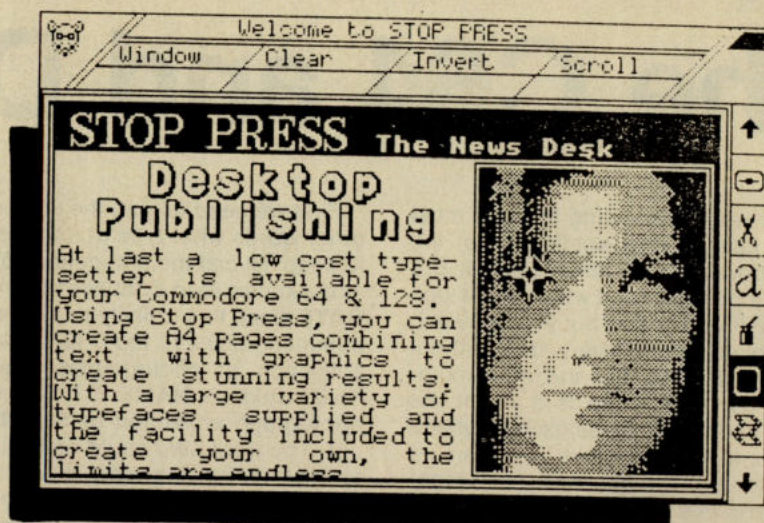 Welcome to STOP PRESS
Window Clear Invert Scroll
STOP PRESS The News Desk
Desktop
Publishing
At last a low cost type-
setter is available for
your Commodore 64 & 128.
Using Stop Press, you can
create A4 pages combining
text with graphics to
create stunning results.
With a large variety of
typefaces supplied and
the facility included to
create your own, the
limits are endless
a